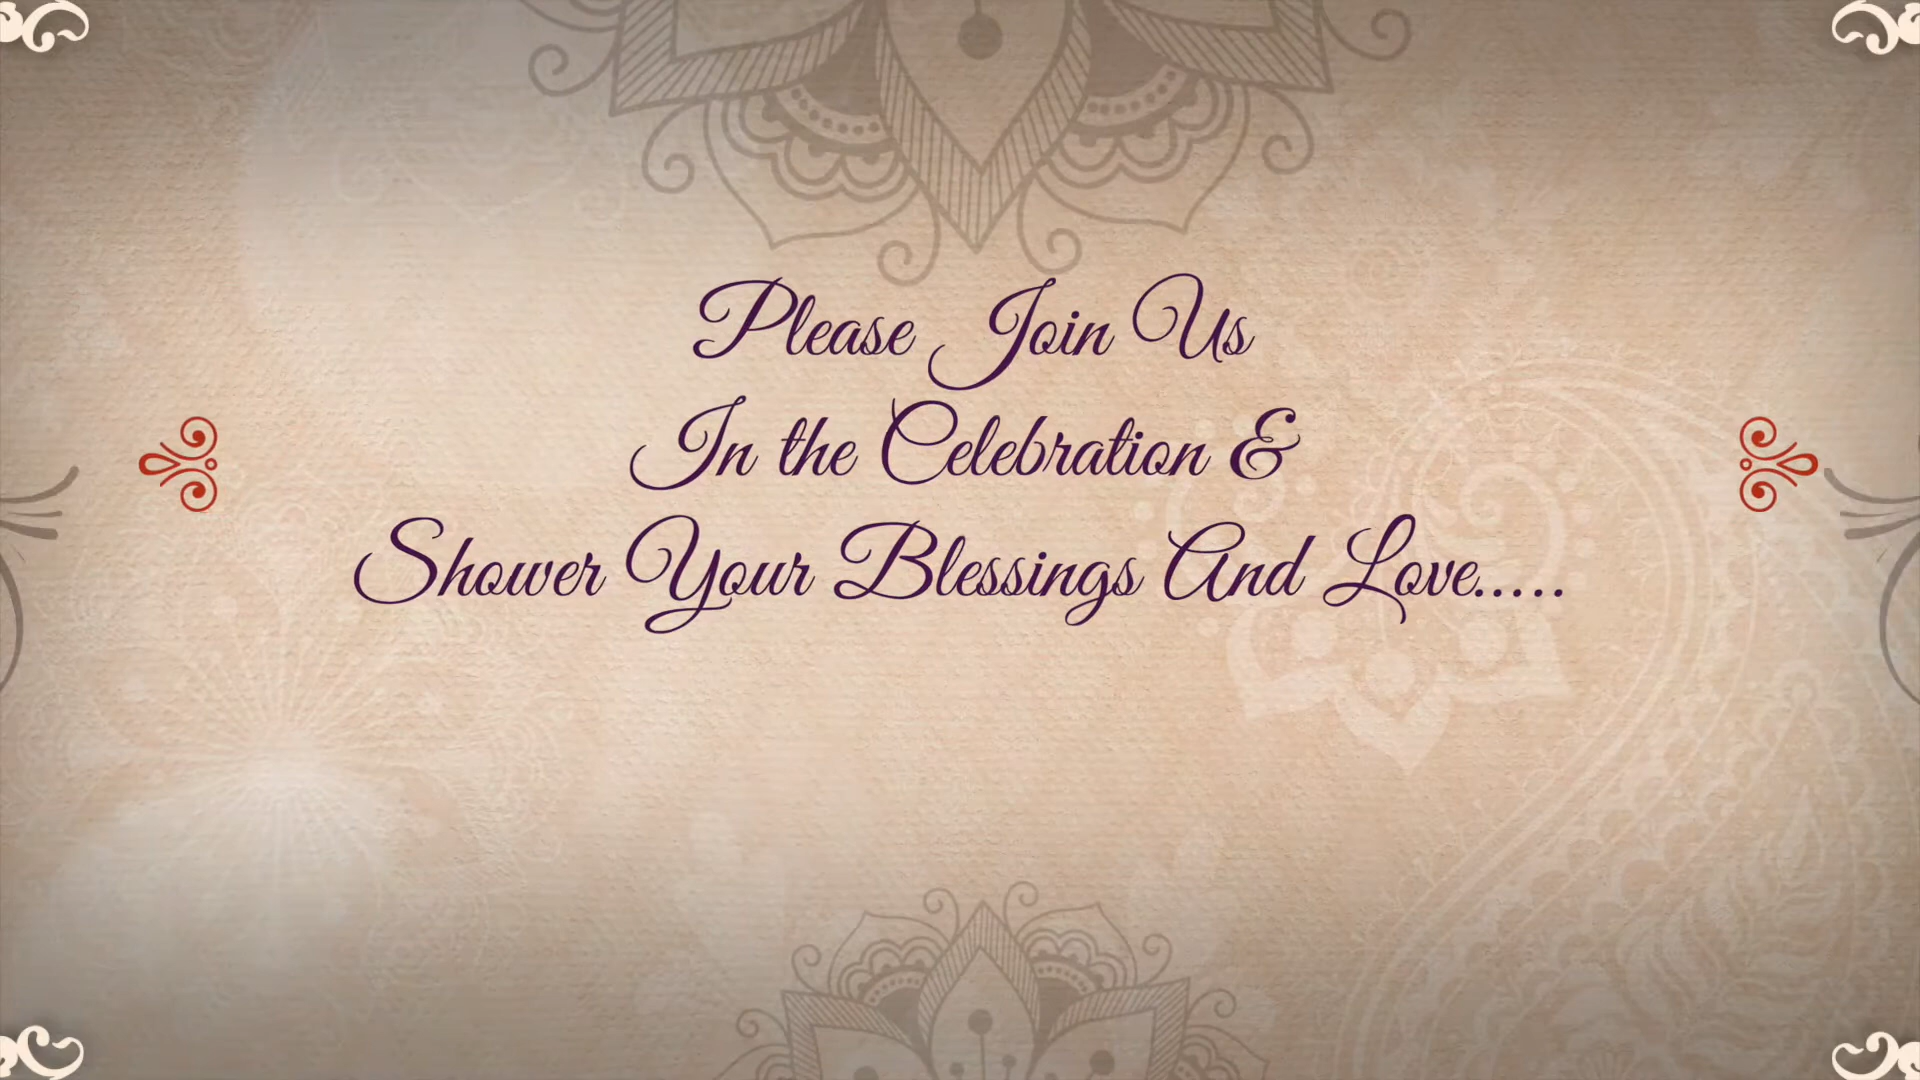 Please Join Us
In the Celebration &
Shower Your Blessings And Love.....